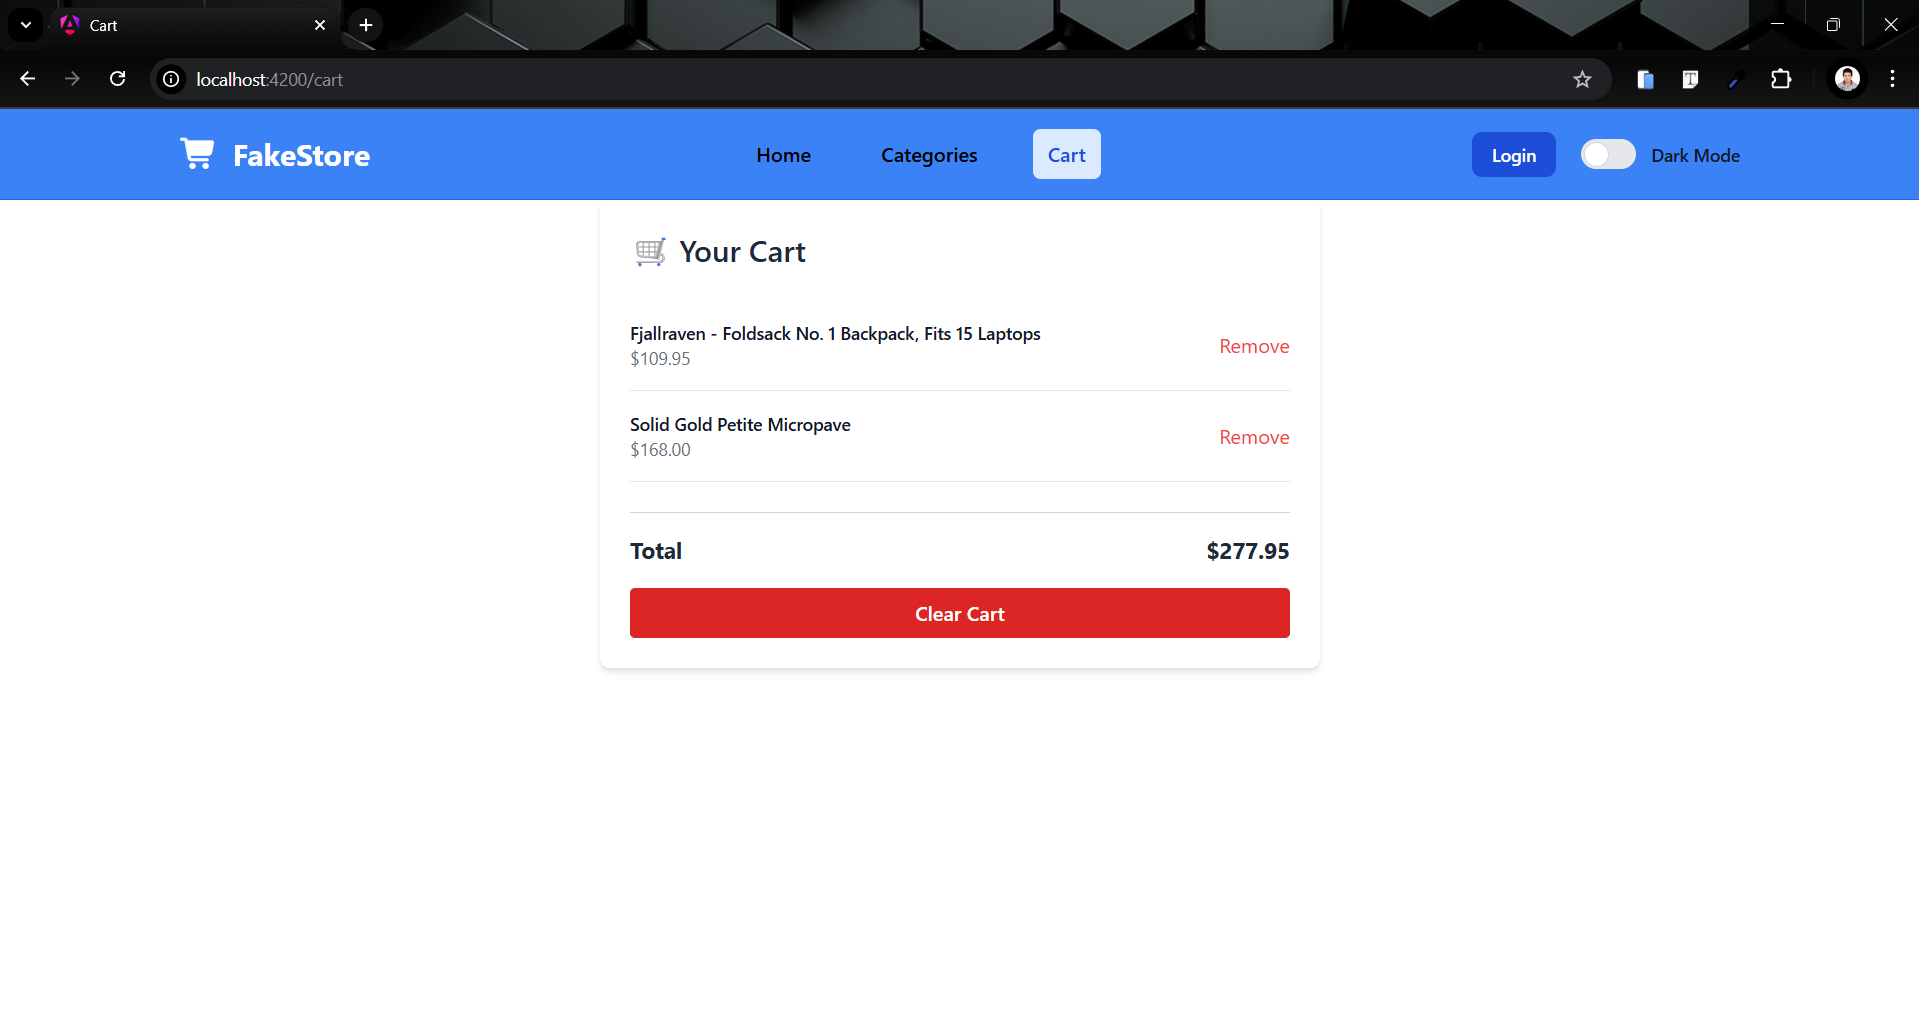 Cart
localhost:4200/cart
FakeStore
Home
Categories
Cart
Login
Dark Mode
Your Cart
Fjallraven - Foldsack No. 1 Backpack, Fits 15 Laptops
$109.95
Remove
Solid Gold Petite Micropave
$168.00
Remove
Total
$277.95
Clear Cart